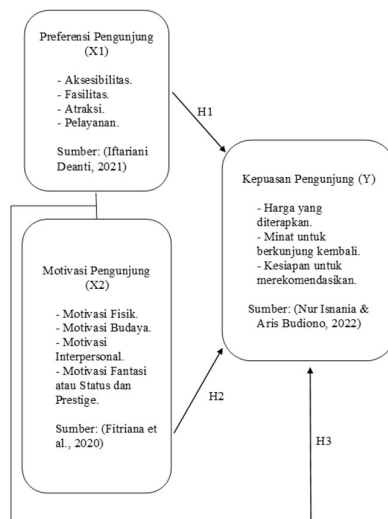 Preferensi Pengunjung
(X1)
- Aksesibilitas.
- Fasilitas.
- Atraksi.
- Pelayanan.
Sumber: (Iftariani
Deanti, 2021)
H1
Kepuasan Pengunjung (Y)
- Harga yang
diterapkan.
- Minat untuk
berkunjung kembali.
- Kesiapan untuk
merekomendasikan.
Sumber: (Nur Isnania
& Aris Budiono, 2022)
Motivasi Pengunjung
(X2)
- Motivasi Fisik.
- Motivasi Budaya.
- Motivasi
Interpersonal.
- Motivasi Fantasi
atau Status dan
Prestige.
Sumber: (Fitriana et
al., 2020)
H2
H3